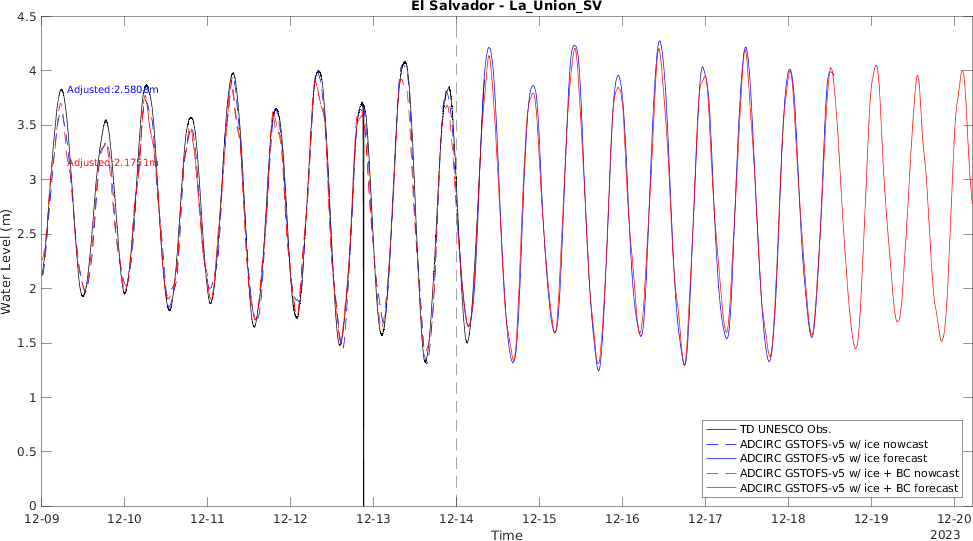 El Salvador - La_Union_SV
4.5
4
3.5
3
2.5
2
1.5
1
0.5
0
Water Level (m)
Adjusted:2.5809m
Adjusted:2.1751m
TD UNESCO Obs.
ADCIRC GSTOFS-v5 w/ ice nowcast
ADCIRC GSTOFS-v5 w/ ice forecast
ADCIRC GSTOFS-v5 w/ ice + BC nowcast
ADCIRC GSTOFS-v5 w/ ice + BC forecast
12-09 12-10 12-11 12-12 12-13 12-14 12-15 12-16 12-17 12-18 12-19 12-20
Time
2023